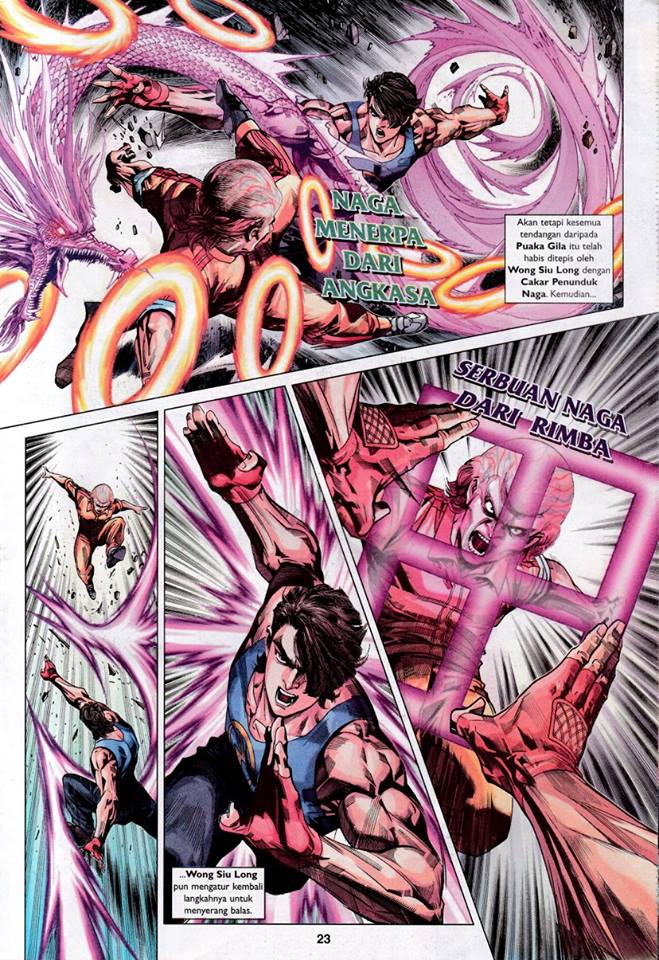 NAGA
MENERPA
DARI
ANGKASA
Akan tetapi kesemua
tendangan daripada
Puaka Gila itu telah
habis ditepis oleh
Wong Siu Long dengan
Cakar Penunduk
Naga. Kemudian...
SERBUAN NAGA
DARI RIMBA
...Wong Siu Long
pun mengatur kembali
langkahnya untuk
menyerang balas.
23